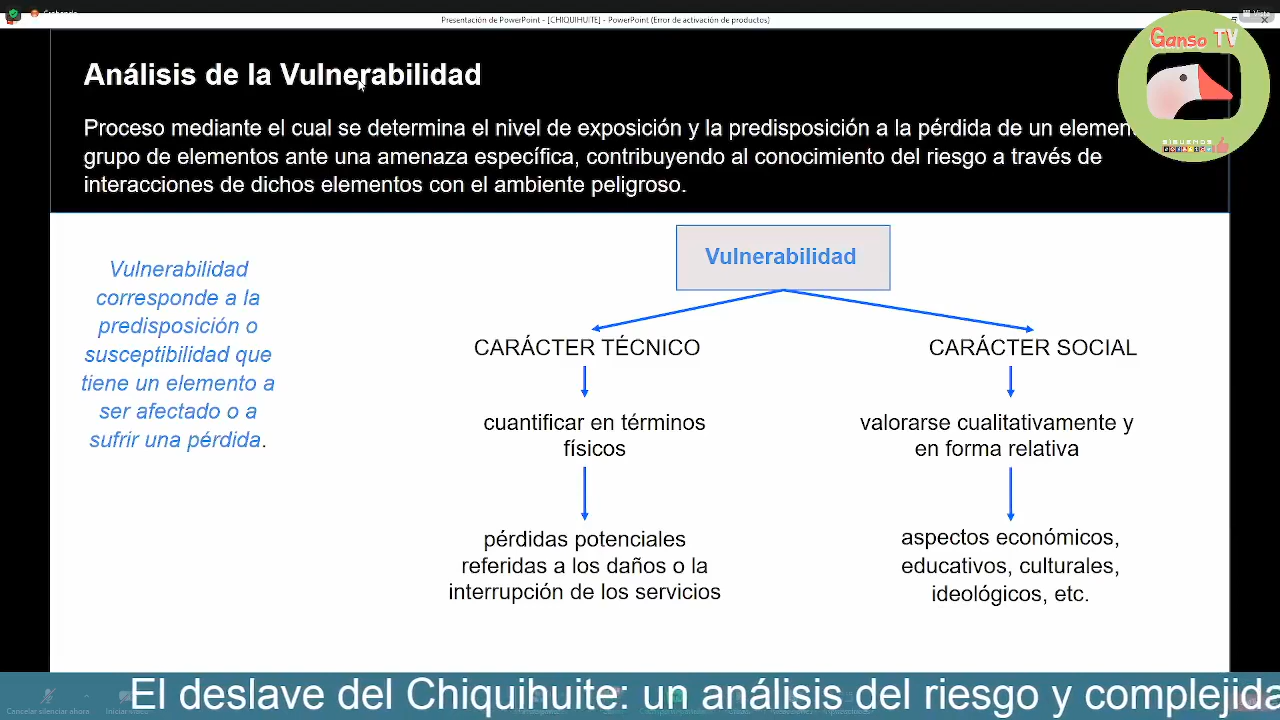 Presentación de PowerPoint - [CHIQUIHUITE] - PowerPoint (Error de activación de productos)
Ganso TV
SIGUENOS
Análisis de la Vulnerabilidad
Proceso mediante el cual se determina el nivel de exposición y la predisposición a la pérdida de un elemen
grupo de elementos ante una amenaza específica, contribuyendo al conocimiento del riesgo a través de
interacciones de dichos elementos con el ambiente peligroso.
Vulnerabilidad
corresponde a la
predisposición o
susceptibilidad que
tiene un elemento a
ser afectado o a
sufrir una pérdida.
Vulnerabilidad
CARÁCTER TÉCNICO
cuantificar en términos
físicos
pérdidas potenciales
referidas a los daños o la
interrupción de los servicios
CARÁCTER SOCIAL
valorarse cualitativamente y
en forma relativa
aspectos económicos,
educativos, culturales,
ideológicos, etc.
El deslave del Chiquihuite: un análisis del riesgo y complejida
Cancelar silenciar ahora